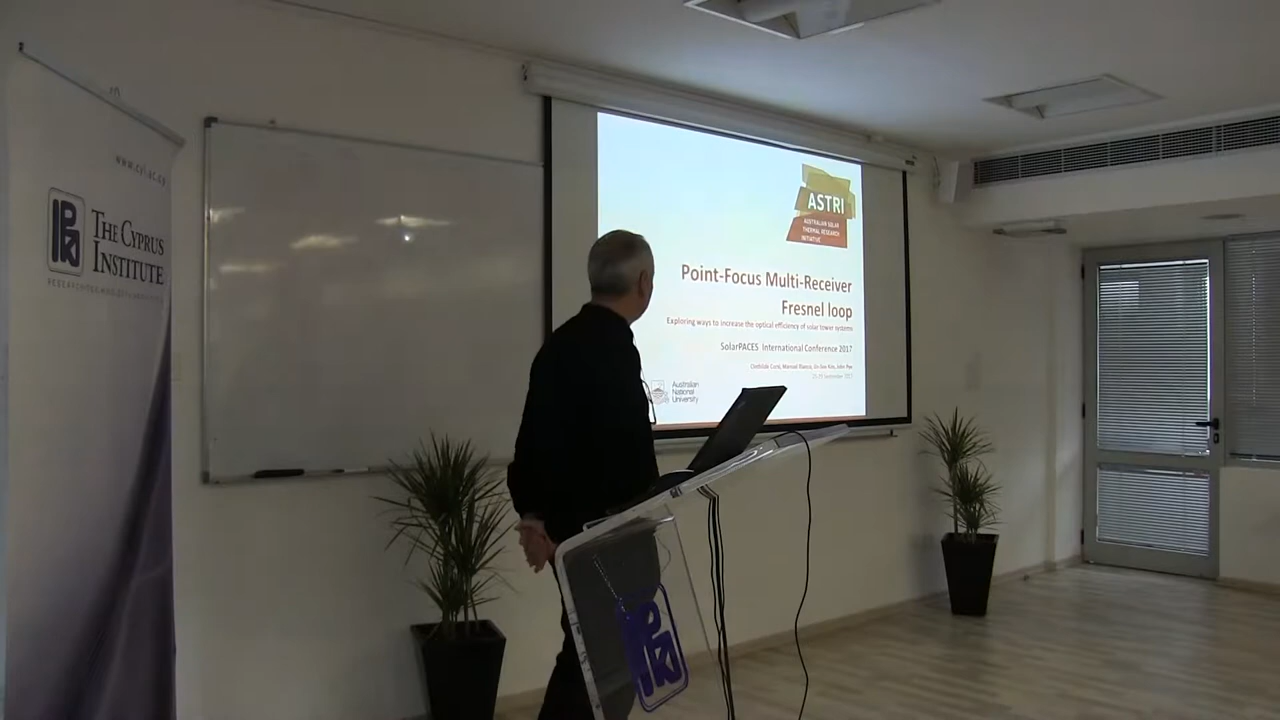 www.cyi.ac.cy
THE CYPRUS
INSTITUTE
ASTRI
AUSTRALIAN SOLAR
THERMAL RESEARCH
INITIATIVE
Point-Focus Multi-Receiver
Fresnel loop
Exploring ways to increase the optical efficiency of solar tower systems
SolarPACES International Conference 2017
Australian
National
University